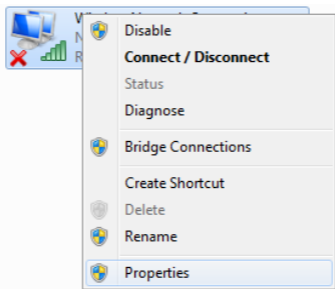 Disable
Connect / Disconnect
Status
Diagnose
Bridge Connections
Create Shortcut
Delete
Rename
Properties